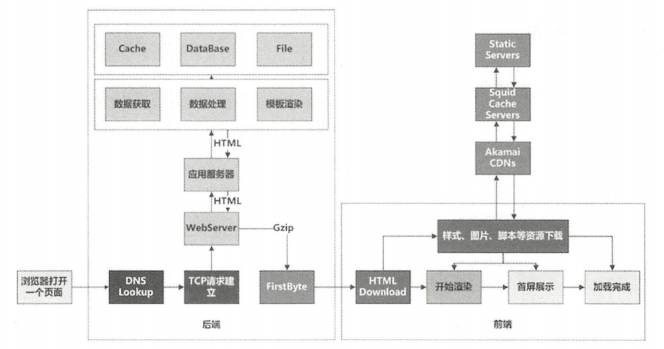 Cache
DataBase
File
数据获取
数据处理
模板渲染
HTML
应用服务器
HTML
WebServer
Gzip
浏览器打开
一个页面
DNS
Lookup
TCP请求建
立
FirstByte
后端
Static
Servers
Squid
Cache
Servers
Akamai
CDNs
样式、图片、脚本等资源下载
HTML
Download
开始渲染
首屏展示
加载完成
前端